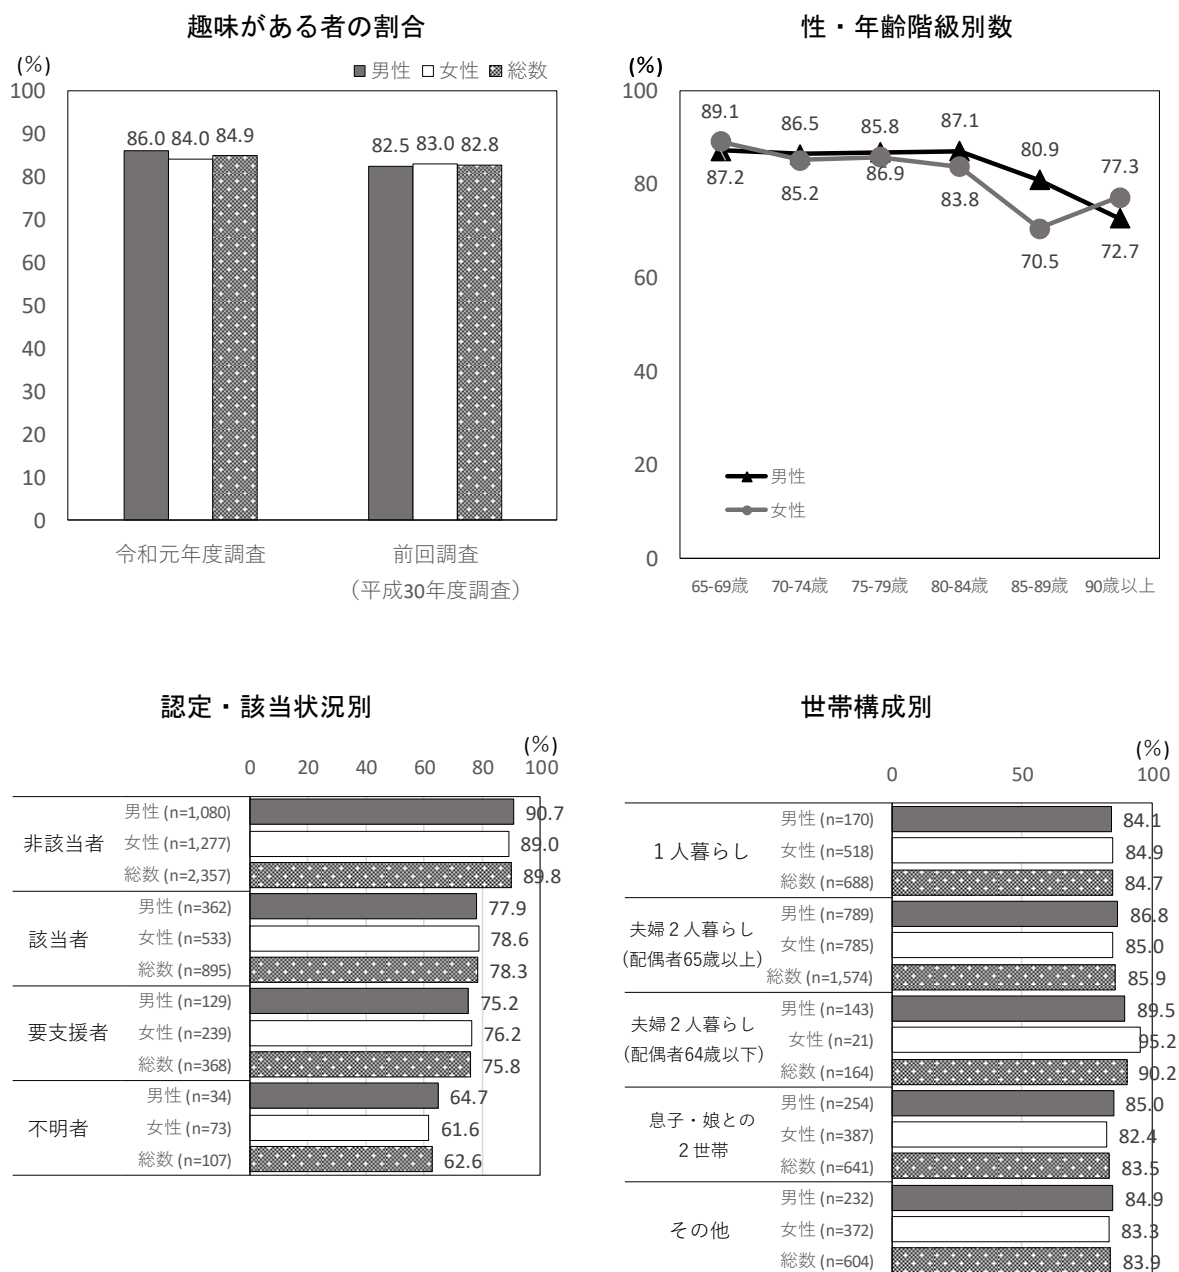 趣味がある者の割合
(%)
男性 女性 総数
100
90
80
70
60
50
40
30
20
10
0
86.0 84.0 84.9
82.5 83.0 82.8
令和元年度調査
前回調査
（平成30年度調査）
性・年齢階級別数
(%)
100
80
60
40
20
0
89.1
86.5
85.8
87.1
80.9
77.3
87.2
85.2
86.9
83.8
70.5
72.7
男性
女性
65-69歳 70-74歳 75-79歳 80-84歳 85-89歳 90歳以上
認定・該当状況別
(%)
0 20 40 60 80 100
非該当者
男性 (n=1,080) 90.7
女性 (n=1,277) 89.0
総数 (n=2,357) 89.8
該当者
男性 (n=362) 77.9
女性 (n=533) 78.6
総数 (n=895) 78.3
要支援者
男性 (n=129) 75.2
女性 (n=239) 76.2
総数 (n=368) 75.8
不明者
男性 (n=34) 64.7
女性 (n=73) 61.6
総数 (n=107) 62.6
世帯構成別
(%)
0 50 100
１人暮らし
男性 (n=170) 84.1
女性 (n=518) 84.9
総数 (n=688) 84.7
夫婦２人暮らし
(配偶者65歳以上)
男性 (n=789) 86.8
女性 (n=785) 85.0
総数 (n=1,574) 85.9
夫婦２人暮らし
(配偶者64歳以下)
男性 (n=143) 89.5
女性 (n=21) 95.2
総数 (n=164) 90.2
息子・娘との
２世帯
男性 (n=254) 85.0
女性 (n=387) 82.4
総数 (n=641) 83.5
その他
男性 (n=232) 84.9
女性 (n=372) 83.3
総数 (n=604) 83.9